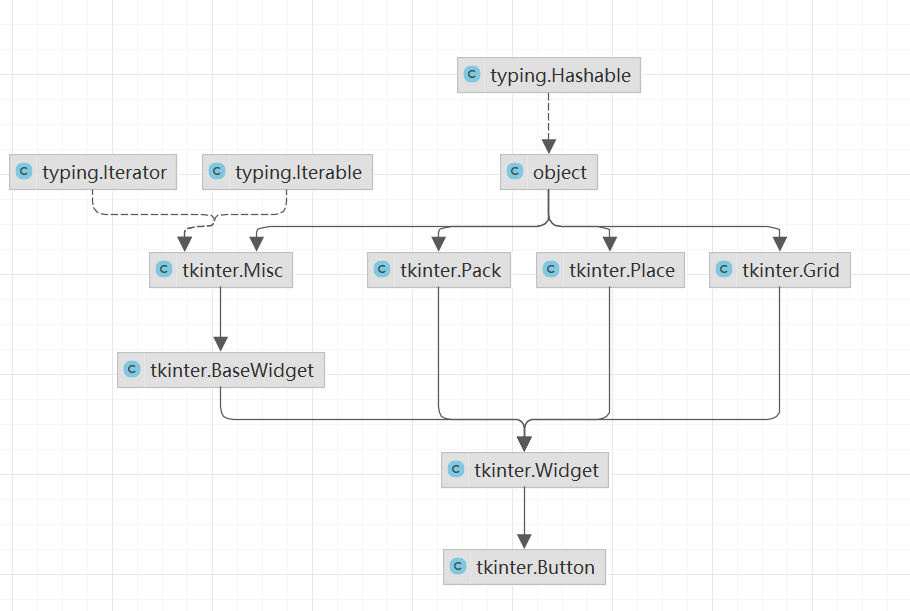 C typing.Hashable
C typing.Iterator
C typing.Iterable
C object
C tkinter.Misc
C tkinter.Pack
C tkinter.Place
C tkinter.Grid
C tkinter.BaseWidget
C tkinter.Widget
C tkinter.Button